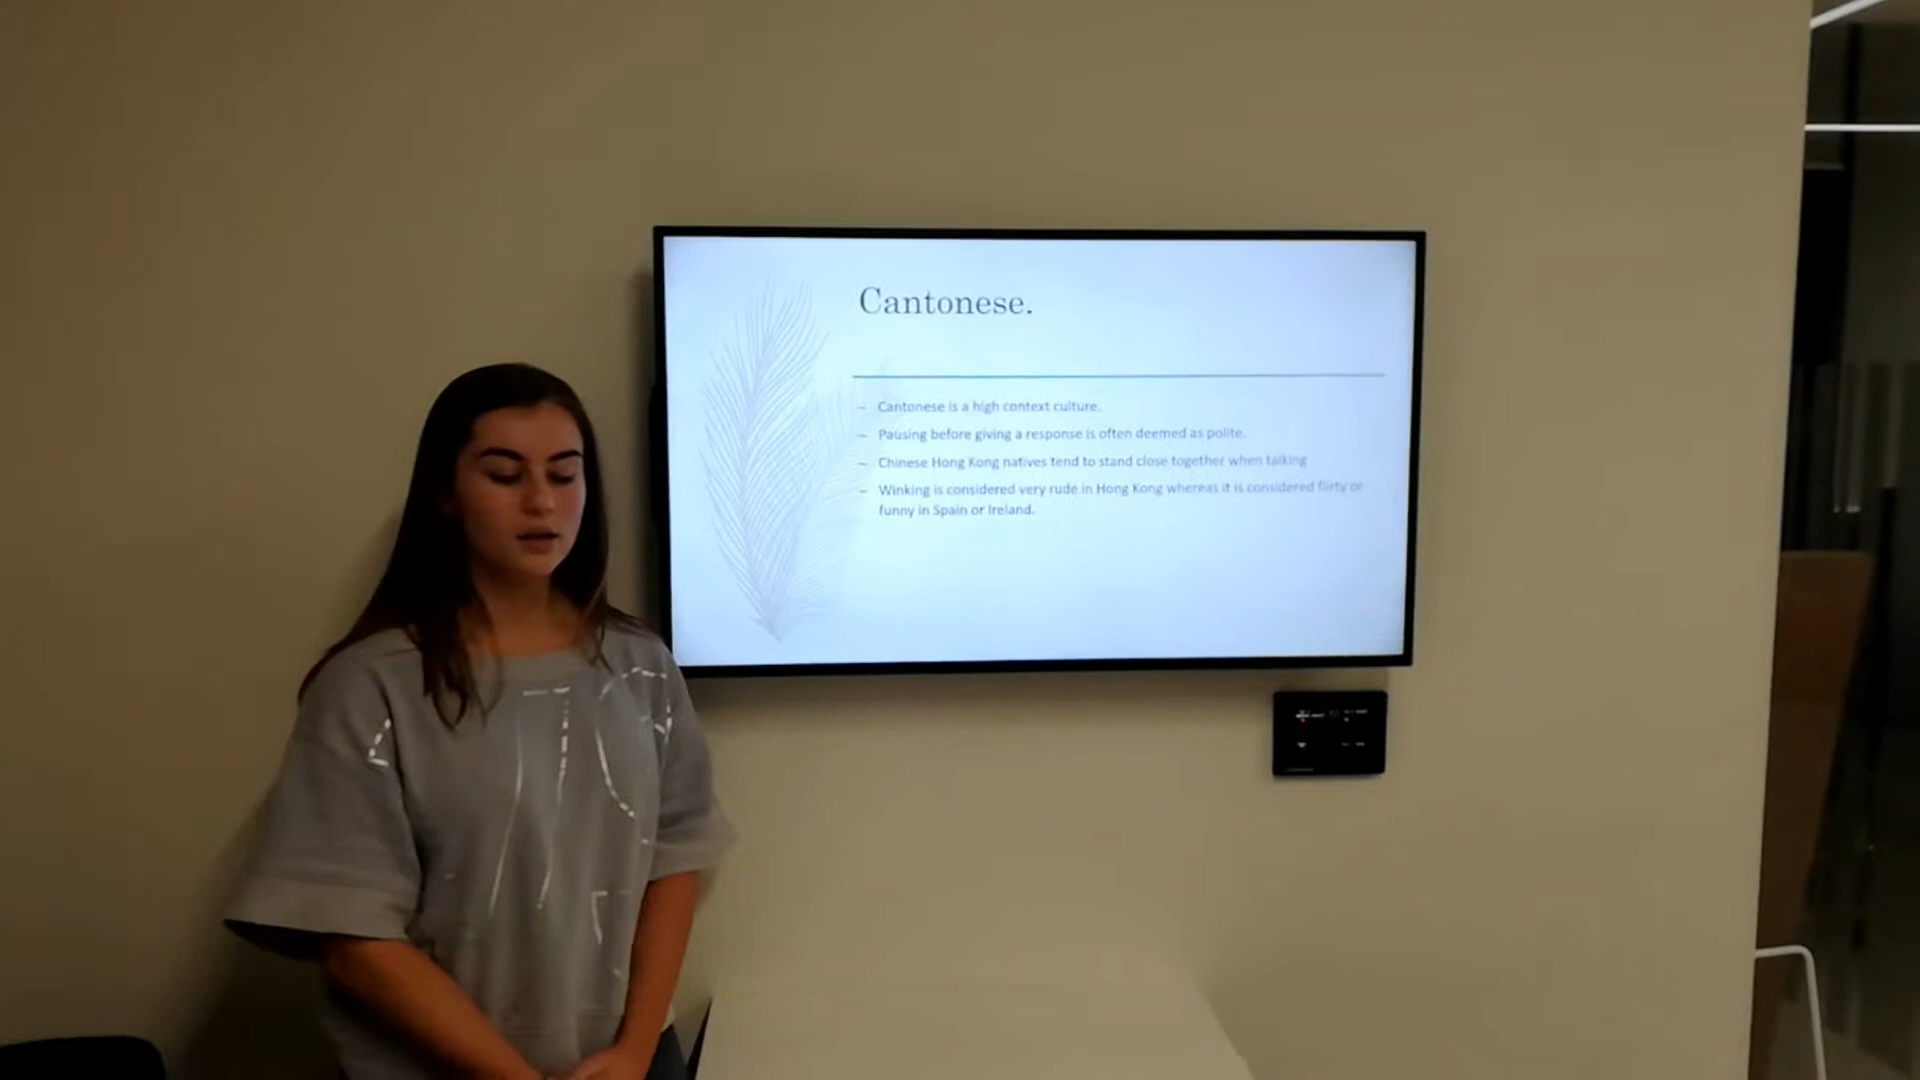 Cantonese.
– Cantonese is a high context culture.
– Pausing before giving a response is often deemed as polite.
– Chinese Hong Kong natives tend to stand close together when talking
– Winking is considered very rude in Hong Kong whereas it is considered flirty or
funny in Spain or Ireland.